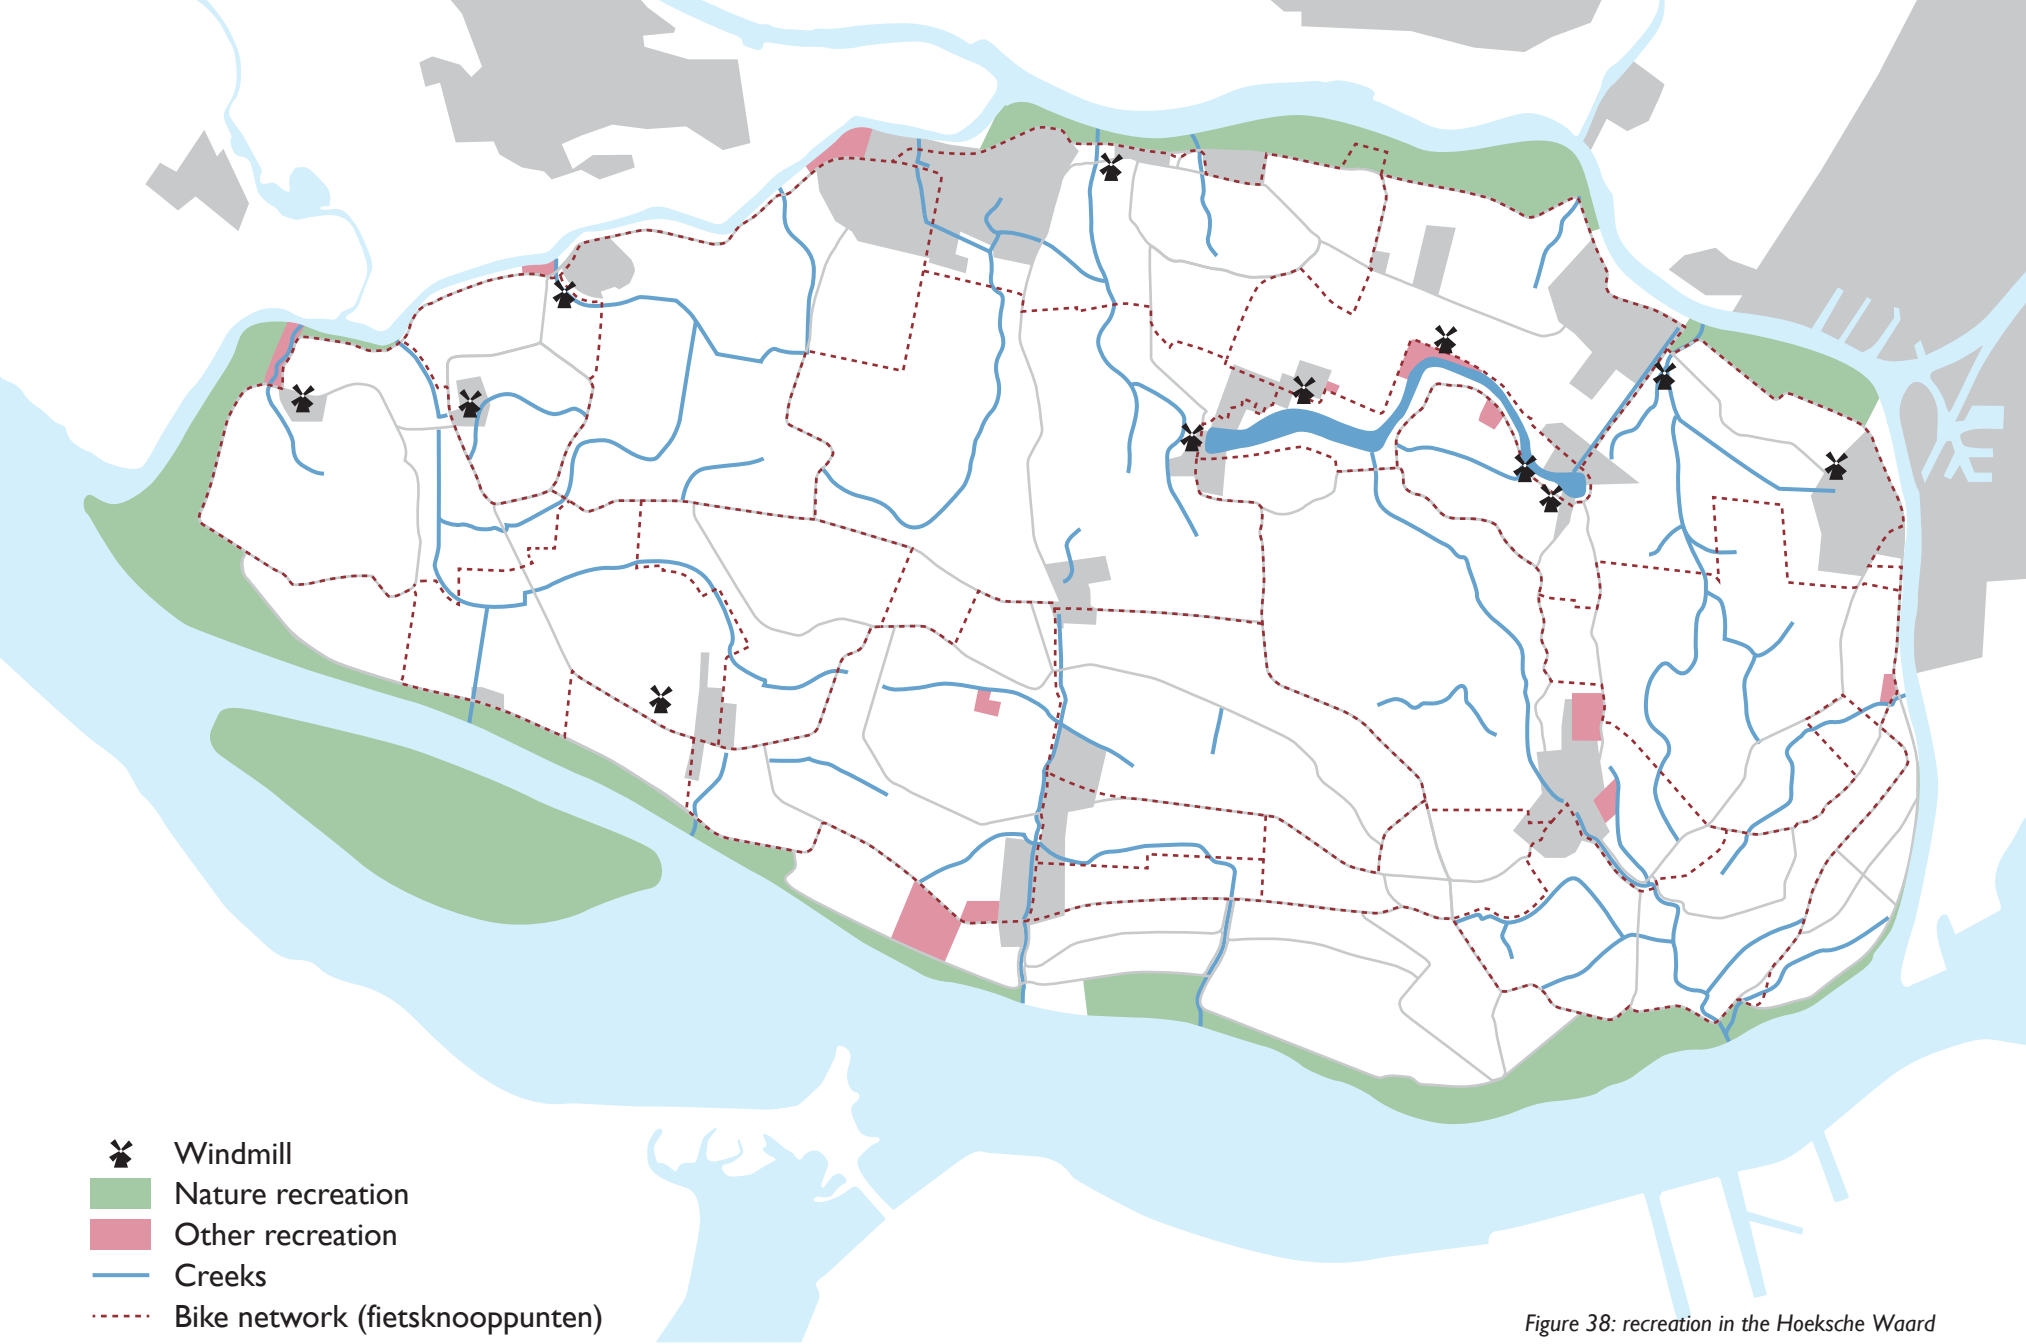 Windmill
Nature recreation
Other recreation
Creeks
Bike network (fietsknooppunten)
Figure 38: recreation in the Hoeksche Waard